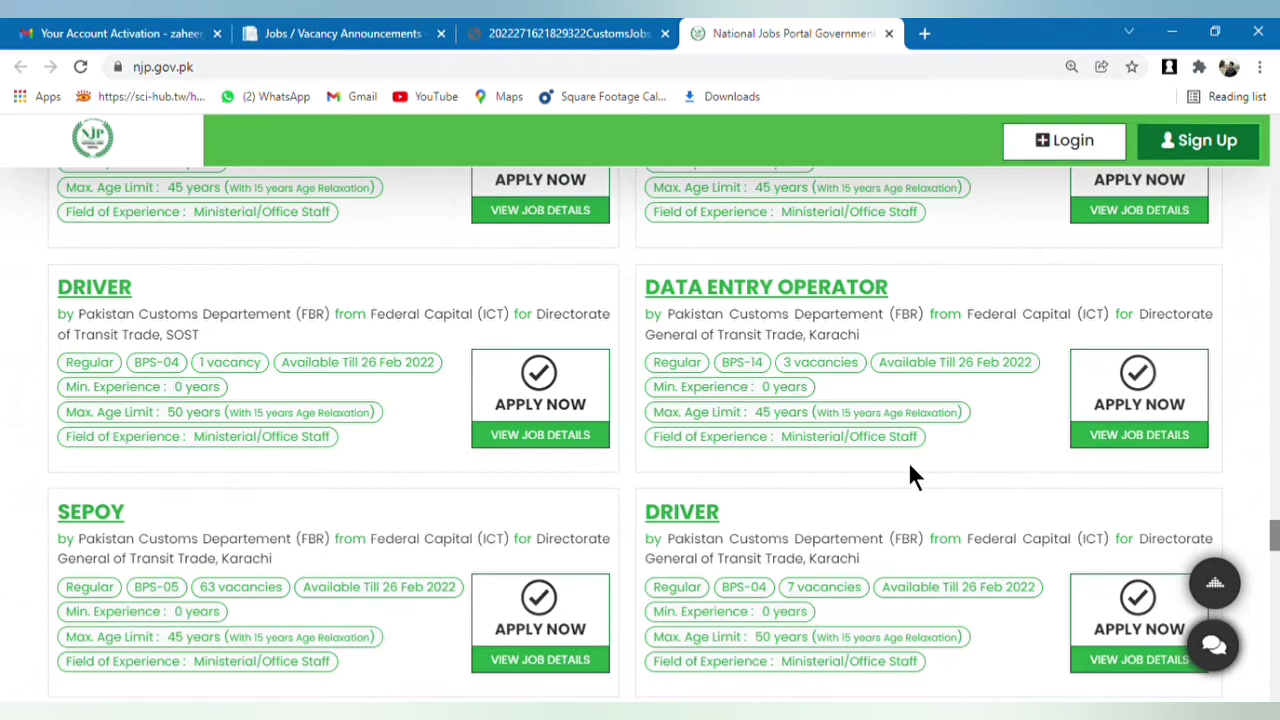 Your Account Activation - zaheer
Jobs / Vacancy Announcements -
20222271621829322CustomsJobs.
National Jobs Portal Government
njp.gov.pk
Apps
https://sci-hub.tw/h...
(2) WhatsApp
Gmail
YouTube
Maps
Square Footage Cal...
Downloads
Reading list
NJP
Login
Sign Up
Max. Age Limit : 45 years (With 15 years Age Relaxation)
Field of Experience : Ministerial/Office Staff
APPLY NOW
VIEW JOB DETAILS
Max. Age Limit : 45 years (With 15 years Age Relaxation)
Field of Experience : Ministerial/Office Staff
APPLY NOW
VIEW JOB DETAILS
DRIVER
by Pakistan Customs Departement (FBR) from Federal Capital (ICT) for Directorate
of Transit Trade, SOST
Regular BPS-04 1 vacancy Available Till 26 Feb 2022
Min. Experience : 0 years
Max. Age Limit : 50 years (With 15 years Age Relaxation)
Field of Experience : Ministerial/Office Staff
APPLY NOW
VIEW JOB DETAILS
DATA ENTRY OPERATOR
by Pakistan Customs Departement (FBR) from Federal Capital (ICT) for Directorate
General of Transit Trade, Karachi
Regular BPS-14 3 vacancies Available Till 26 Feb 2022
Min. Experience : 0 years
Max. Age Limit : 45 years (With 15 years Age Relaxation)
Field of Experience : Ministerial/Office Staff
APPLY NOW
VIEW JOB DETAILS
SEPOY
by Pakistan Customs Departement (FBR) from Federal Capital (ICT) for Directorate
General of Transit Trade, Karachi
Regular BPS-05 63 vacancies Available Till 26 Feb 2022
Min. Experience : 0 years
Max. Age Limit : 45 years (With 15 years Age Relaxation)
Field of Experience : Ministerial/Office Staff
APPLY NOW
VIEW JOB DETAILS
DRIVER
by Pakistan Customs Departement (FBR) from Federal Capital (ICT) for Directorate
General of Transit Trade, Karachi
Regular BPS-04 7 vacancies Available Till 26 Feb 2022
Min. Experience : 0 years
Max. Age Limit : 50 years (With 15 years Age Relaxation)
Field of Experience : Ministerial/Office Staff
APPLY NOW
VIEW JOB DETAILS